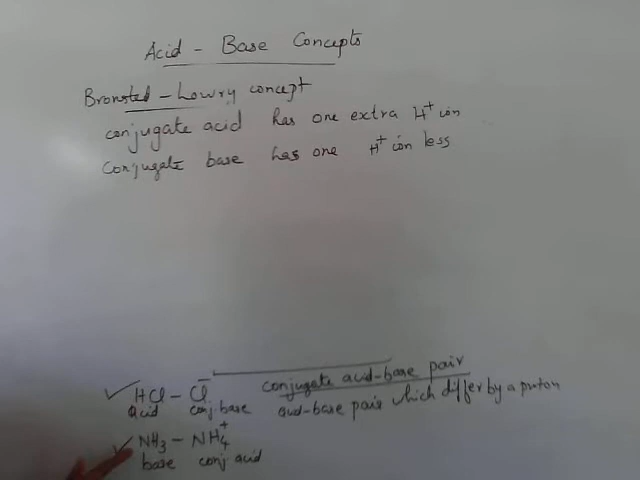 Acid - Base Concepts
Bronsted - Lowry concept
conjugate acid has one extra H⁺ ion
Conjugate base has one H⁺ ion less
conjugate acid-base pair
✓ HCl - Cl⁻
acid conj. base acid-base pair which differ by a proton
✓ NH₃ - NH₄⁺
base conj acid